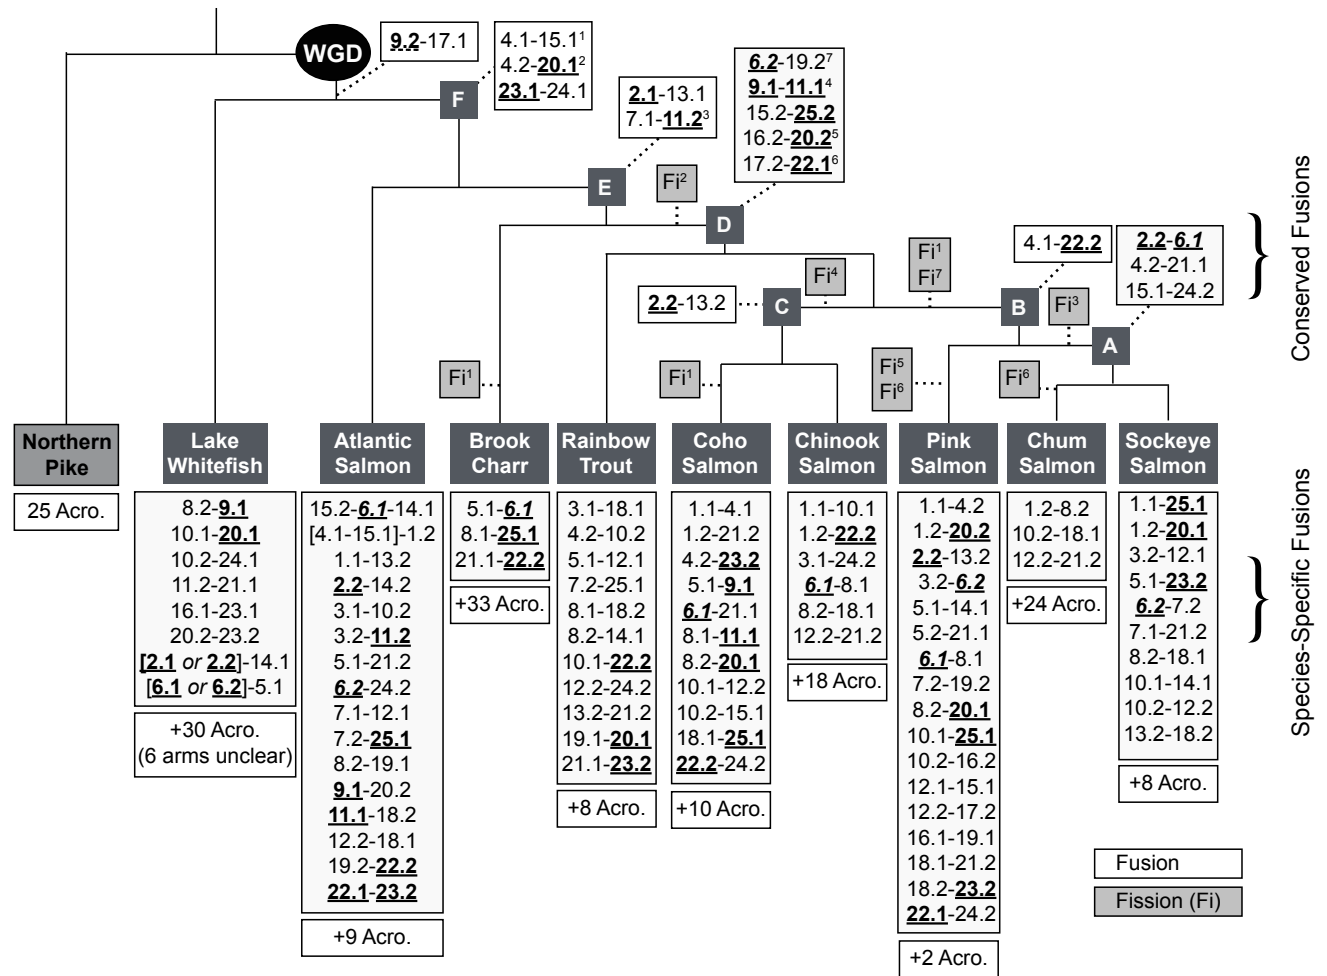 WGD
9.2-17.1
4.1-15.1¹
4.2-20.1²
23.1-24.1
F
2.1-13.1
7.1-11.2³
6.2-19.2⁷
9.1-11.1⁴
15.2-25.2
16.2-20.2⁵
17.2-22.1⁶
E
Fi²
D
Fi⁴
Fi¹
Fi⁷
4.1-22.2
2.2-6.1
4.2-21.1
15.1-24.2
Conserved Fusions
2.2-13.2
C
B
Fi³
A
Fi¹
Fi¹
Fi⁵
Fi⁶
Fi⁶
Northern
Pike
25 Acro.
Lake
Whitefish
8.2-9.1
10.1-20.1
10.2-24.1
11.2-21.1
16.1-23.1
20.2-23.2
[2.1 or 2.2]-14.1
[6.1 or 6.2]-5.1
+30 Acro.
(6 arms unclear)
Atlantic
Salmon
15.2-6.1-14.1
[4.1-15.1]-1.2
1.1-13.2
2.2-14.2
3.1-10.2
3.2-11.2
5.1-21.2
6.2-24.2
7.1-12.1
7.2-25.1
8.2-19.1
9.1-20.2
11.1-18.2
12.2-18.1
19.2-22.2
22.1-23.2
+9 Acro.
Brook
Charr
5.1-6.1
8.1-25.1
21.1-22.2
+33 Acro.
Rainbow
Trout
3.1-18.1
4.2-10.2
5.1-12.1
7.2-25.1
8.1-18.2
8.2-14.1
10.1-22.2
12.2-24.2
13.2-21.2
19.1-20.1
21.1-23.2
+8 Acro.
Coho
Salmon
1.1-4.1
1.2-21.2
4.2-23.2
5.1-9.1
6.1-21.1
8.1-11.1
8.2-20.1
10.1-12.2
10.2-15.1
18.1-25.1
22.2-24.2
+10 Acro.
Chinook
Salmon
1.1-10.1
1.2-22.2
3.1-24.2
6.1-8.1
8.2-18.1
12.2-21.2
+18 Acro.
Pink
Salmon
1.1-4.2
1.2-20.2
2.2-13.2
3.2-6.2
5.1-14.1
5.2-21.1
6.1-8.1
7.2-19.2
8.2-20.1
10.1-25.1
10.2-16.2
12.1-15.1
12.2-17.2
16.1-19.1
18.1-21.2
18.2-23.2
22.1-24.2
+2 Acro.
Chum
Salmon
1.2-8.2
10.2-18.1
12.2-21.2
+24 Acro.
Sockeye
Salmon
1.1-25.1
1.2-20.1
3.2-12.1
5.1-23.2
6.2-7.2
7.1-21.2
8.2-18.1
10.1-14.1
10.2-12.2
13.2-18.2
+8 Acro.
Species-Specific Fusions
Fusion
Fission (Fi)